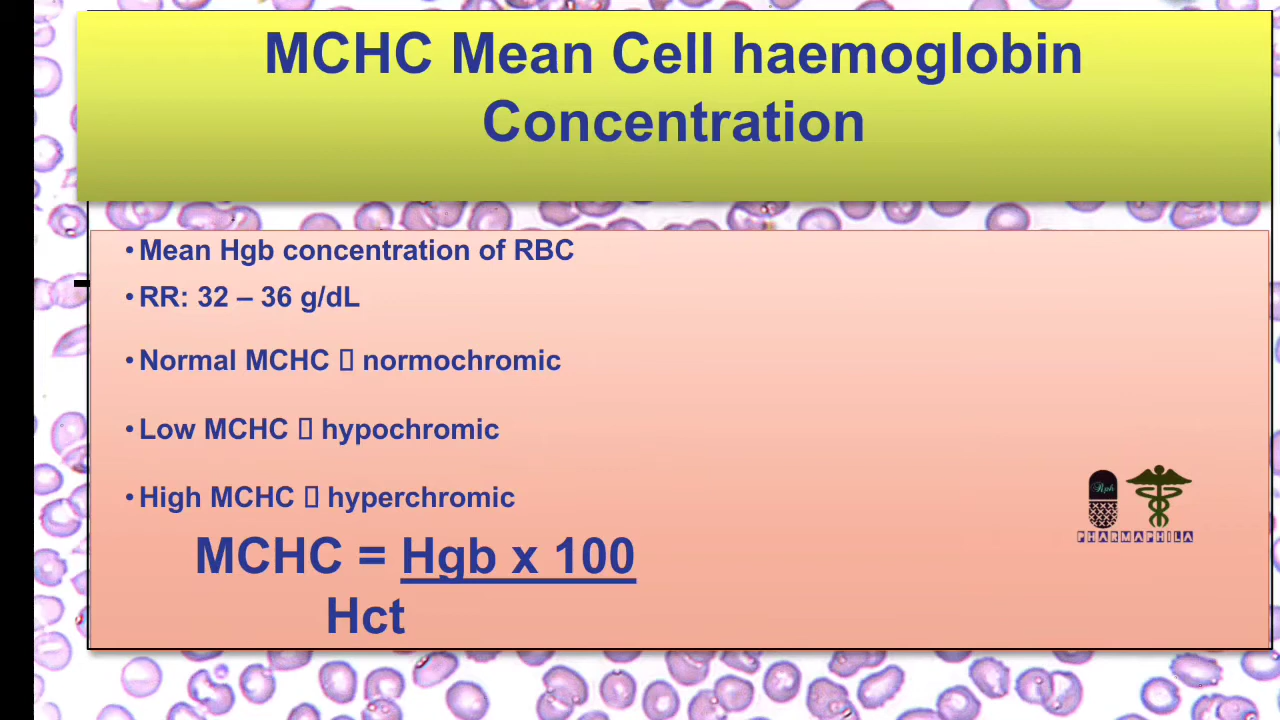 MCHC Mean Cell haemoglobin
Concentration
• Mean Hgb concentration of RBC
• RR: 32 – 36 g/dL
• Normal MCHC  normochromic
• Low MCHC  hypochromic
• High MCHC  hyperchromic
MCHC = Hgb x 100
Hct
Rph
PHARMAPHILA